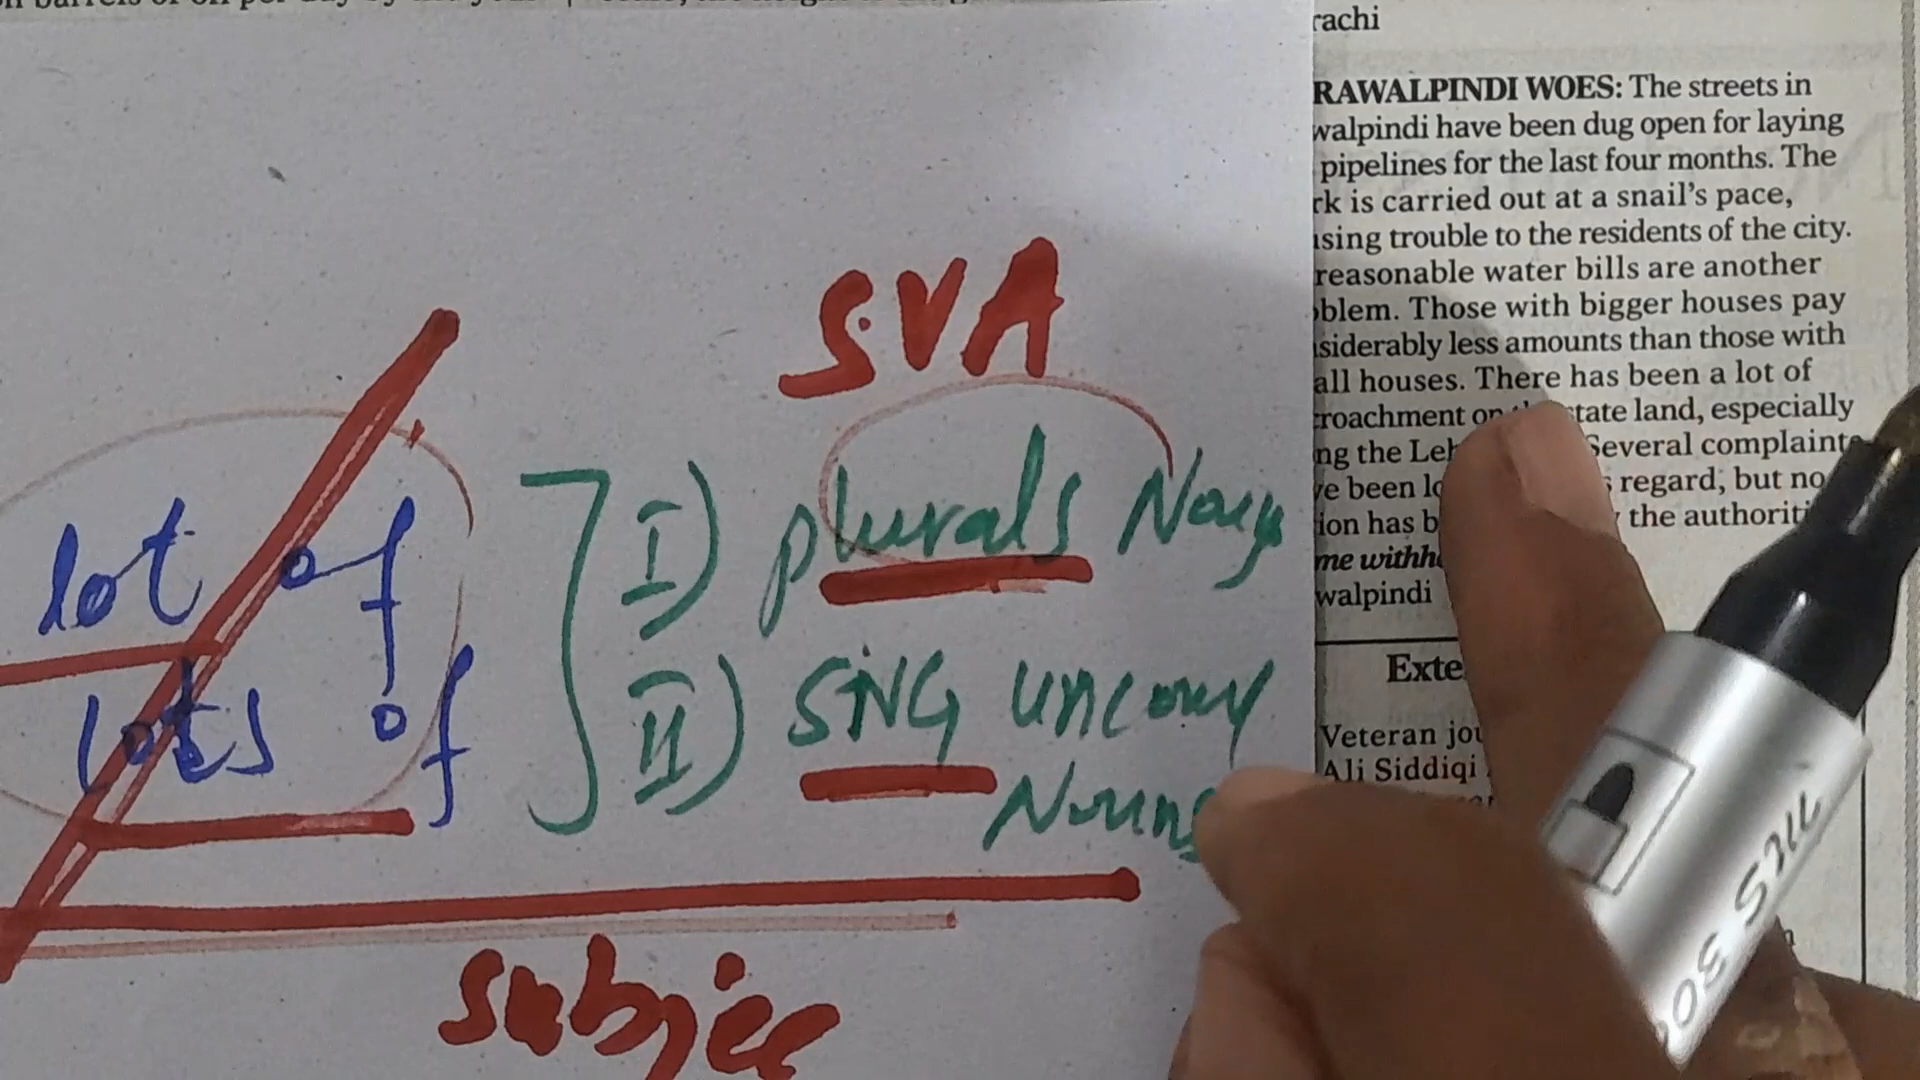 rachi
RAWALPINDI WOES: The streets in
walpindi have been dug open for laying
pipelines for the last four months. The
rk is carried out at a snail's pace,
using trouble to the residents of the city.
reasonable water bills are another
blem. Those with bigger houses pay
siderably less amounts than those with
all houses. There has been a lot of
croachment on state land, especially
ng the Leh Several complaints
ve been lo regard, but no
ion has b the authoriti
me withh
walpindi
Exte
Veteran jou
Ali Siddiqi
SVA
lot of
lots of
I) plurals Nouns
II) SNG uncoun
Nouns
subjec